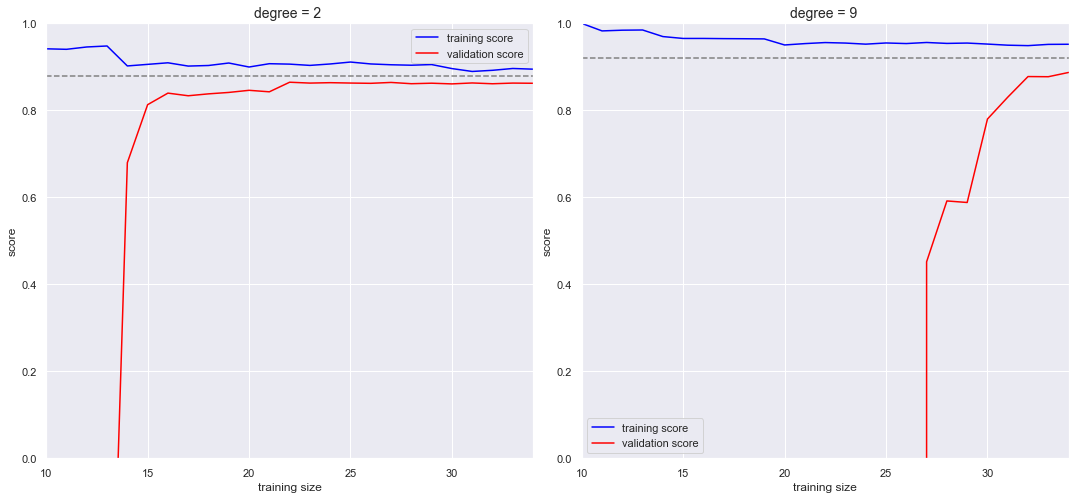 degree = 2
1.0
0.8
0.6
0.4
0.2
0.0
score
10
15
20
25
30
training size
training score
validation score
degree = 9
1.0
0.8
0.6
0.4
0.2
0.0
score
10
15
20
25
30
training size
training score
validation score